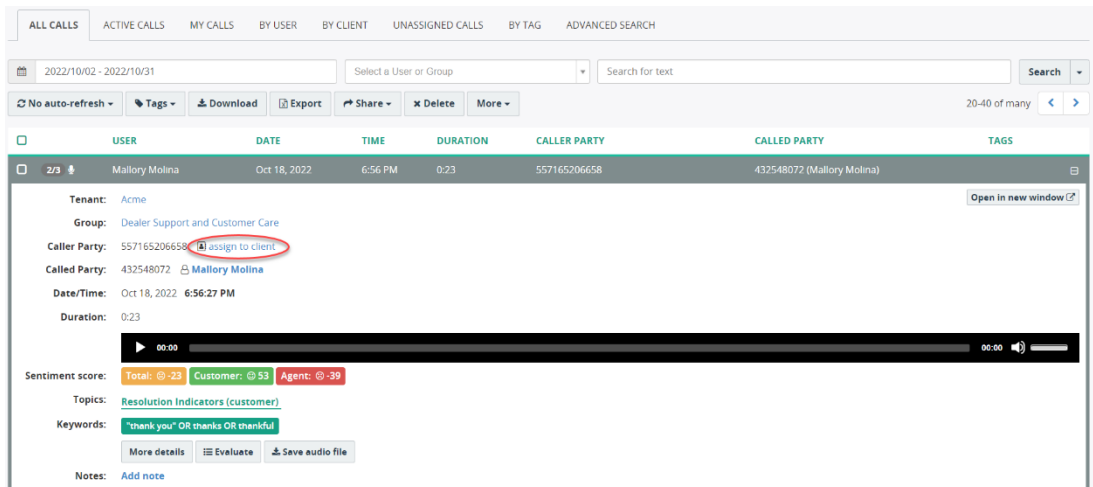 ALL CALLS ACTIVE CALLS MY CALLS BY USER BY CLIENT UNASSIGNED CALLS BY TAG ADVANCED SEARCH
2022/10/02 - 2022/10/31 Select a User or Group Search for text Search
No auto-refresh Tags Download Export Share Delete More 20-40 of many
USER DATE TIME DURATION CALLER PARTY CALLED PARTY TAGS
2/3 Mallory Molina Oct 18, 2022 6:56 PM 0:23 557165206658 432548072 (Mallory Molina)
Tenant: Acme Open in new window
Group: Dealer Support and Customer Care
Caller Party: 557165206658 assign to client
Called Party: 432548072 Mallory Molina
Date/Time: Oct 18, 2022 6:56:27 PM
Duration: 0:23
00:00 00:00
Sentiment score: Total: -23 Customer: 53 Agent: -39
Topics: Resolution Indicators (customer)
Keywords: "thank you" OR thanks OR thankful
More details Evaluate Save audio file
Notes: Add note